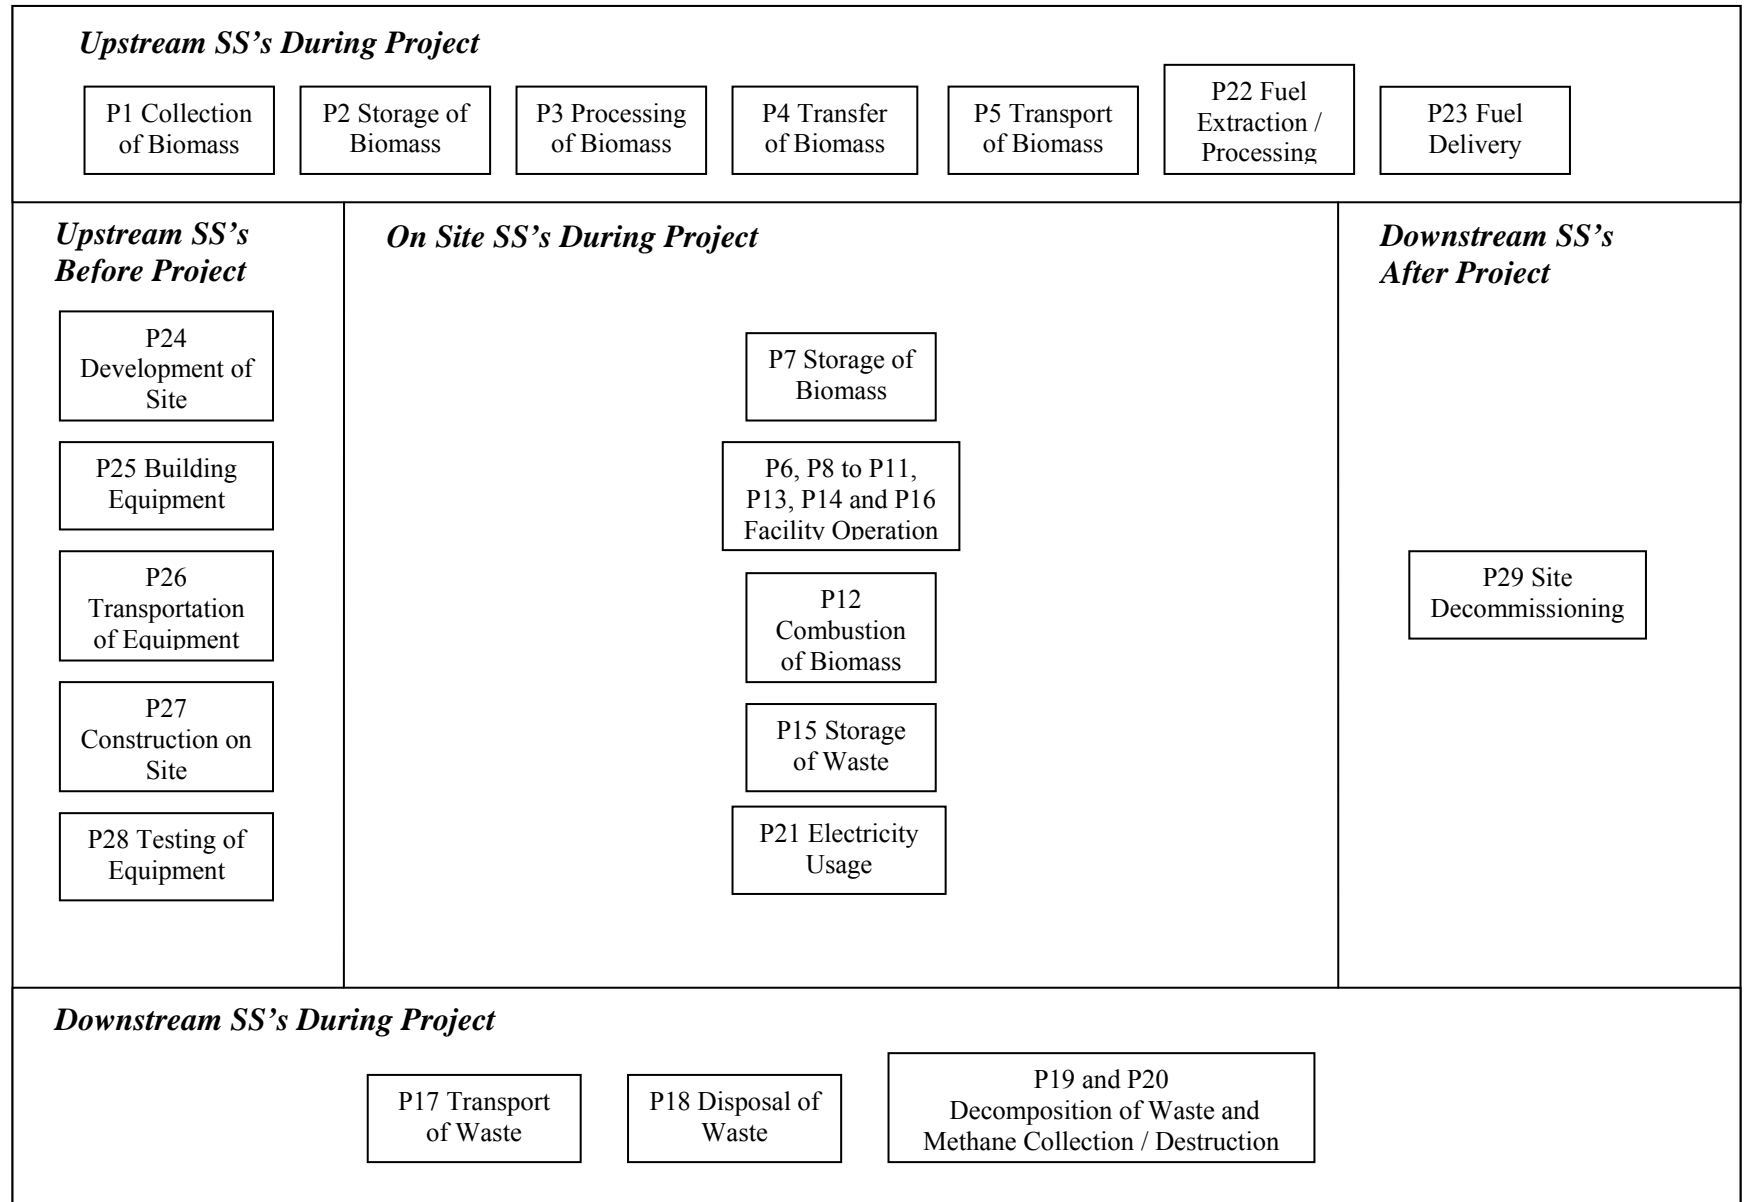 Upstream SS’s During Project
P1 Collection
of Biomass
P2 Storage of
Biomass
P3 Processing
of Biomass
P4 Transfer
of Biomass
P5 Transport
of Biomass
P22 Fuel
Extraction /
Processing
P23 Fuel
Delivery
Upstream SS’s
Before Project
P24
Development of
Site
P25 Building
Equipment
P26
Transportation
of Equipment
P27
Construction on
Site
P28 Testing of
Equipment
On Site SS’s During Project
P7 Storage of
Biomass
P6, P8 to P11,
P13, P14 and P16
Facility Operation
P12
Combustion
of Biomass
P15 Storage
of Waste
P21 Electricity
Usage
Downstream SS’s
After Project
P29 Site
Decommissioning
Downstream SS’s During Project
P17 Transport
of Waste
P18 Disposal of
Waste
P19 and P20
Decomposition of Waste and
Methane Collection / Destruction